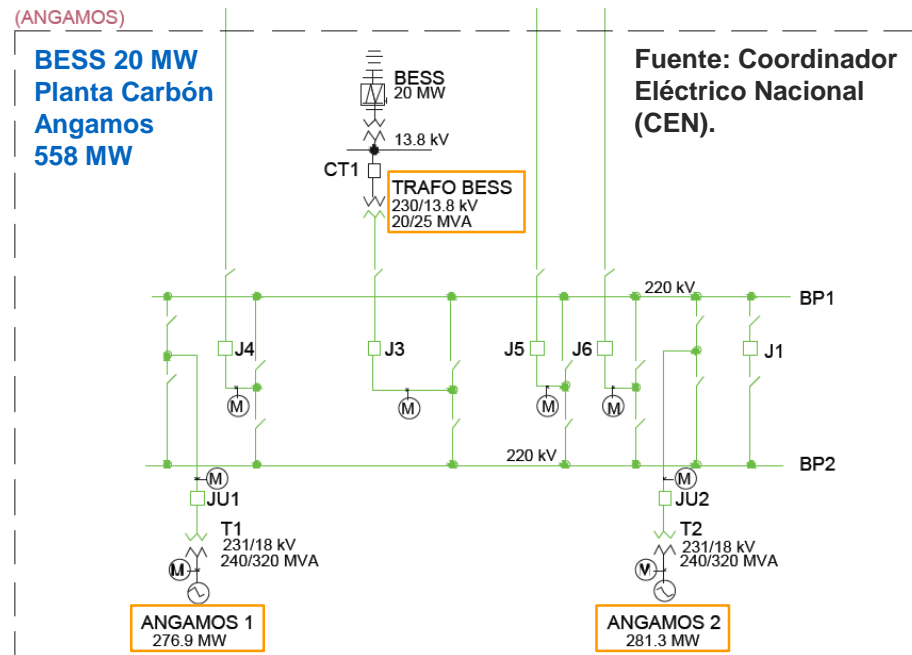 (ANGAMOS)
BESS 20 MW
Planta Carbón
Angamos
558 MW
Fuente: Coordinador
Eléctrico Nacional
(CEN).
BESS
20 MW
13.8 kV
CT1
TRAFO BESS
230/13.8 kV
20/25 MVA
220 kV
BP1
J4
J3
J5
J6
J1
M
M
M
M
220 kV
BP2
M
M
JU1
JU2
T1
231/18 kV
240/320 MVA
T2
231/18 kV
240/320 MVA
M
V
ANGAMOS 1
276.9 MW
ANGAMOS 2
281.3 MW